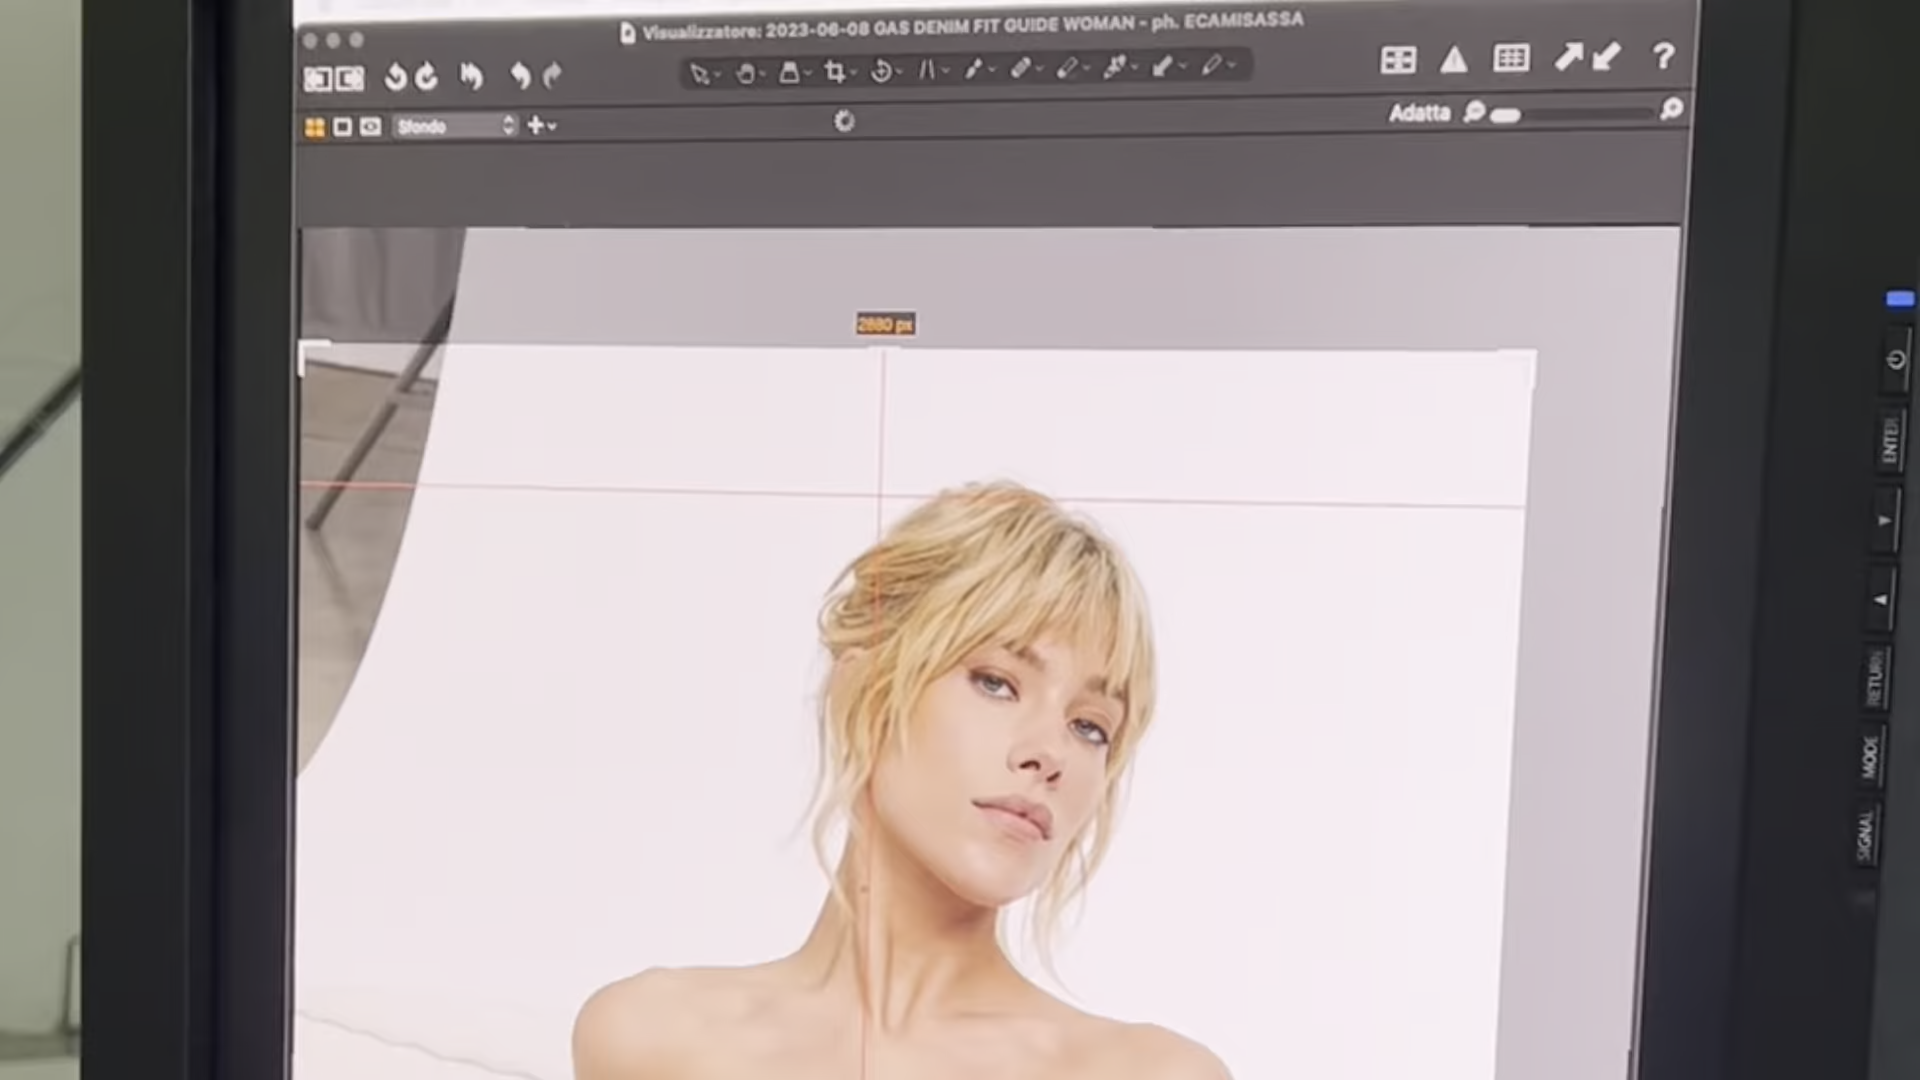 Visualizzatore: 2023-06-08 GAS DENIM FIT GUIDE WOMAN - ph. ECAMISASSA
?
Sfondo
Adatta
2880 px
ENTER
RETURN
MODE
SIGNAL